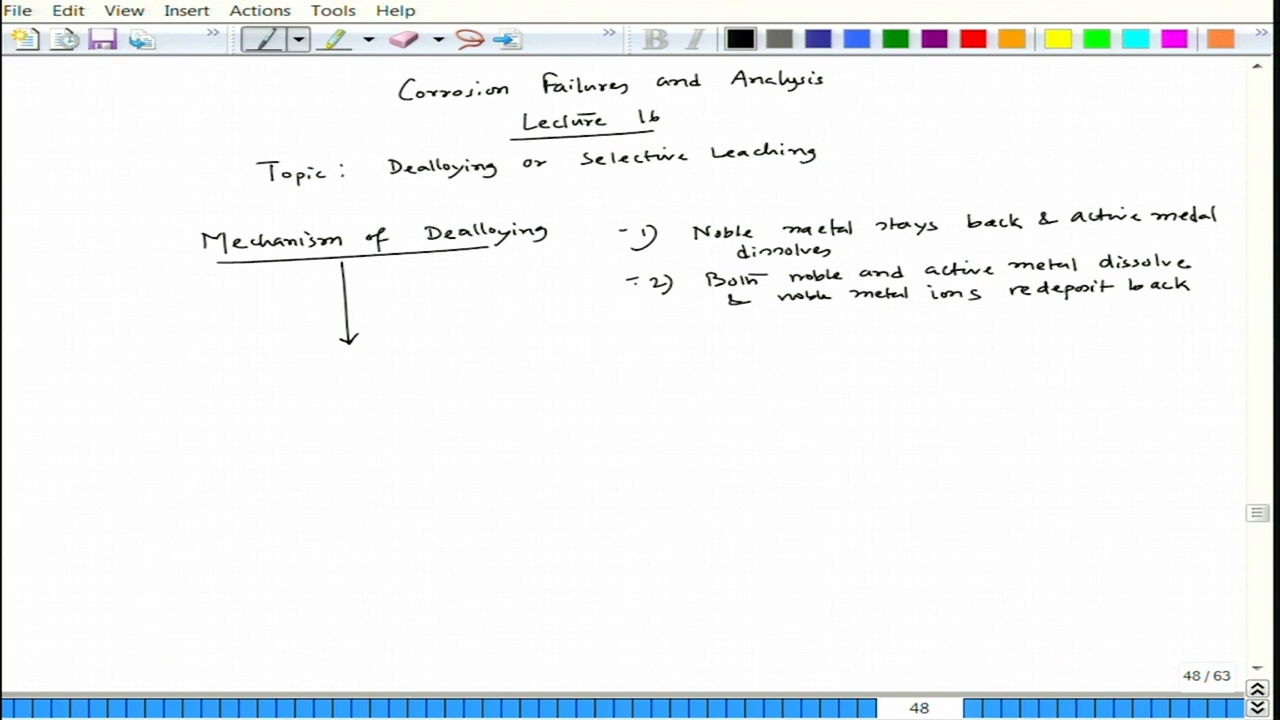 File Edit View Insert Actions Tools Help
Corrosion Failures and Analysis
Lecture 16
Topic: Dealloying or Selective Leaching
Mechanism of Dealloying
- 1) Noble maetal stays back & active medal
dissolves
- 2) Both noble and active metal dissolve
& noble metal ions redeposit back
48 / 63
48